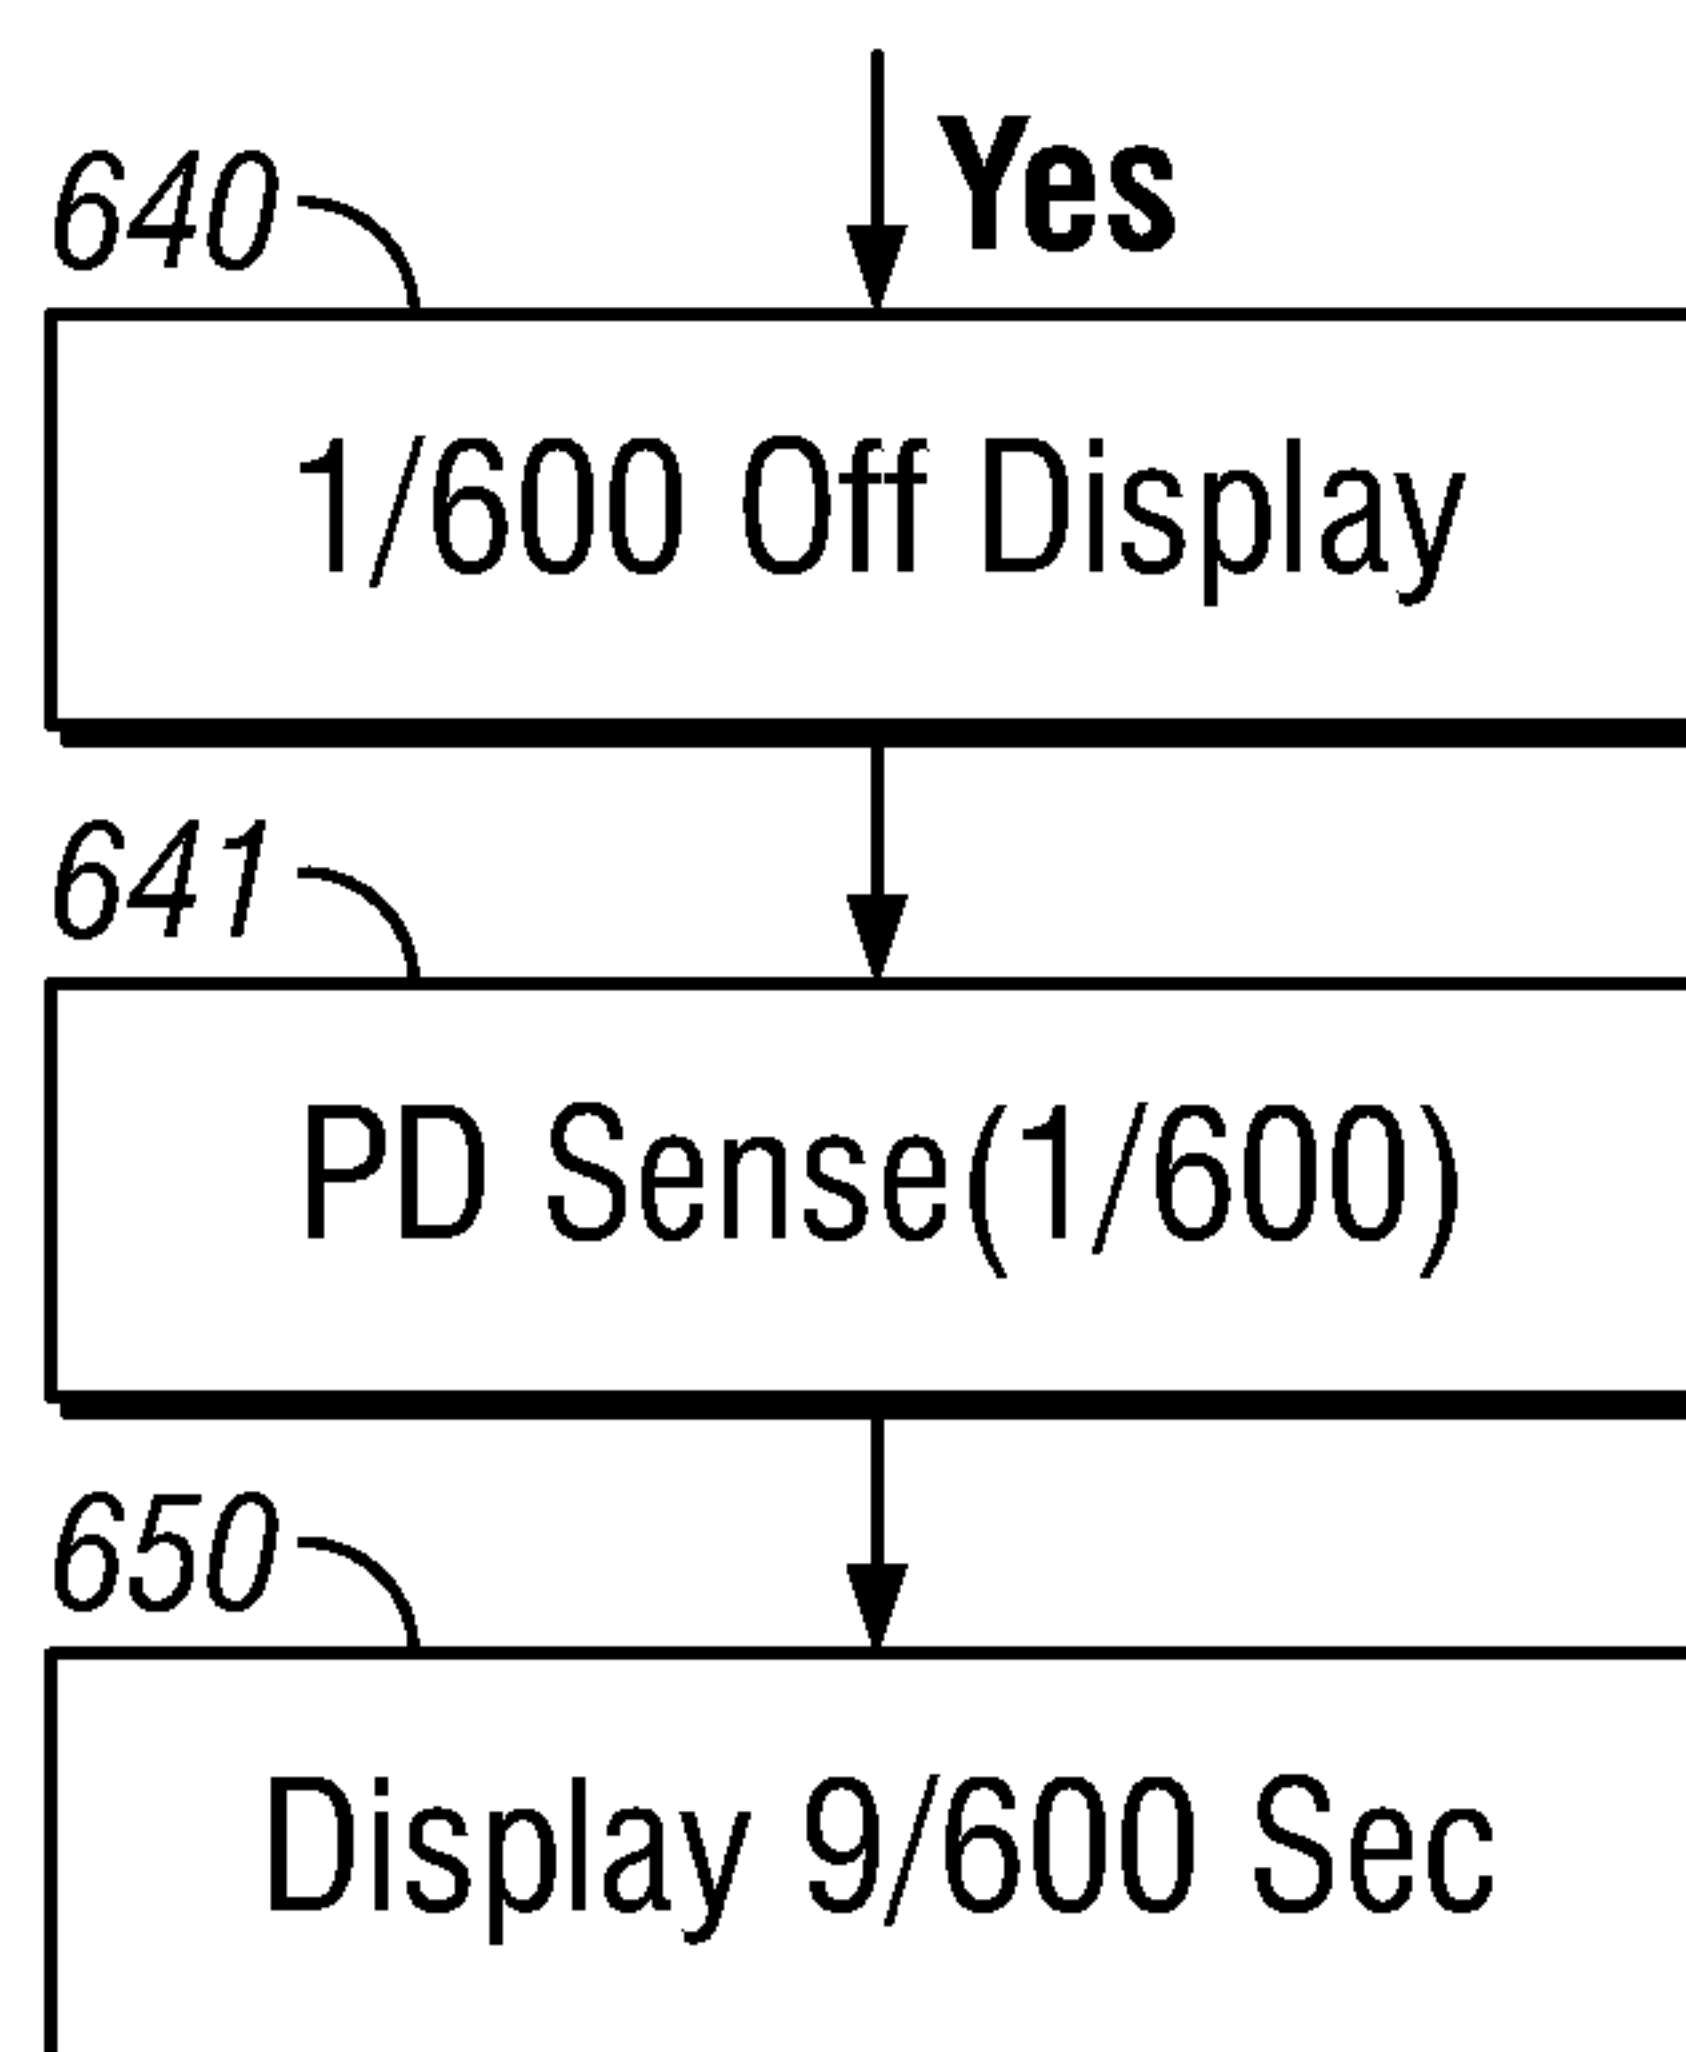 Yes
640
1/600 Off Display
641
PD Sense(1/600)
650
Display 9/600 Sec